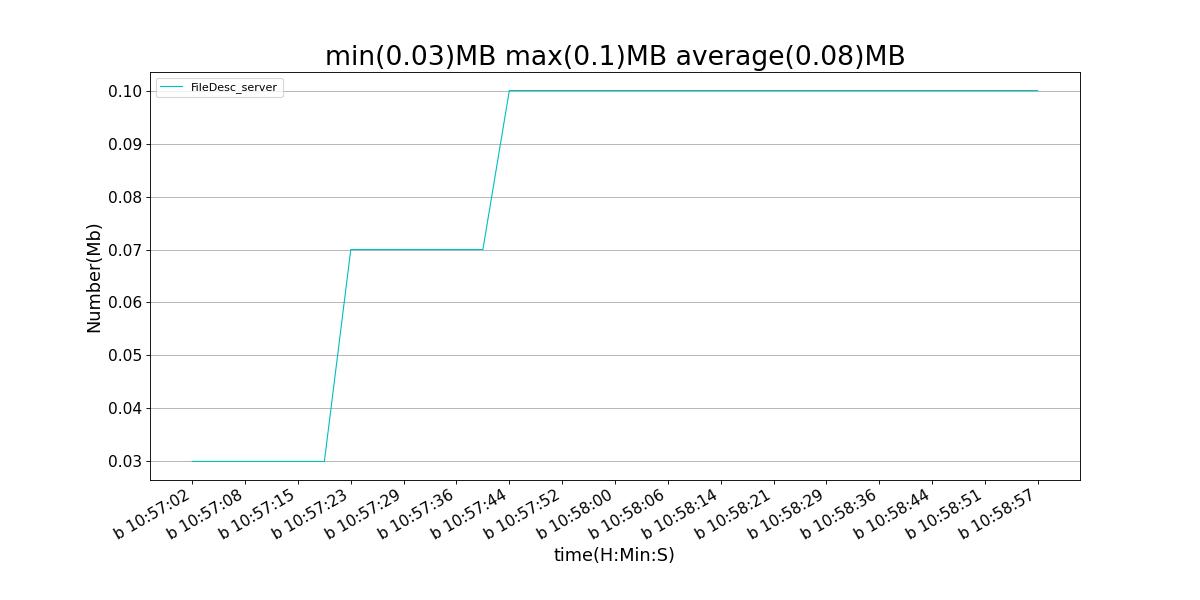 min(0.03)MB max(0.1)MB average(0.08)MB
FileDesc_server
0.10
0.09
0.08
0.07
0.06
0.05
0.04
0.03
Number(Mb)
b 10:57:02
b 10:57:08
b 10:57:15
b 10:57:23
b 10:57:29
b 10:57:36
b 10:57:44
b 10:57:52
b 10:58:00
b 10:58:06
b 10:58:14
b 10:58:21
b 10:58:29
b 10:58:36
b 10:58:44
b 10:58:51
b 10:58:57
time(H:Min:S)